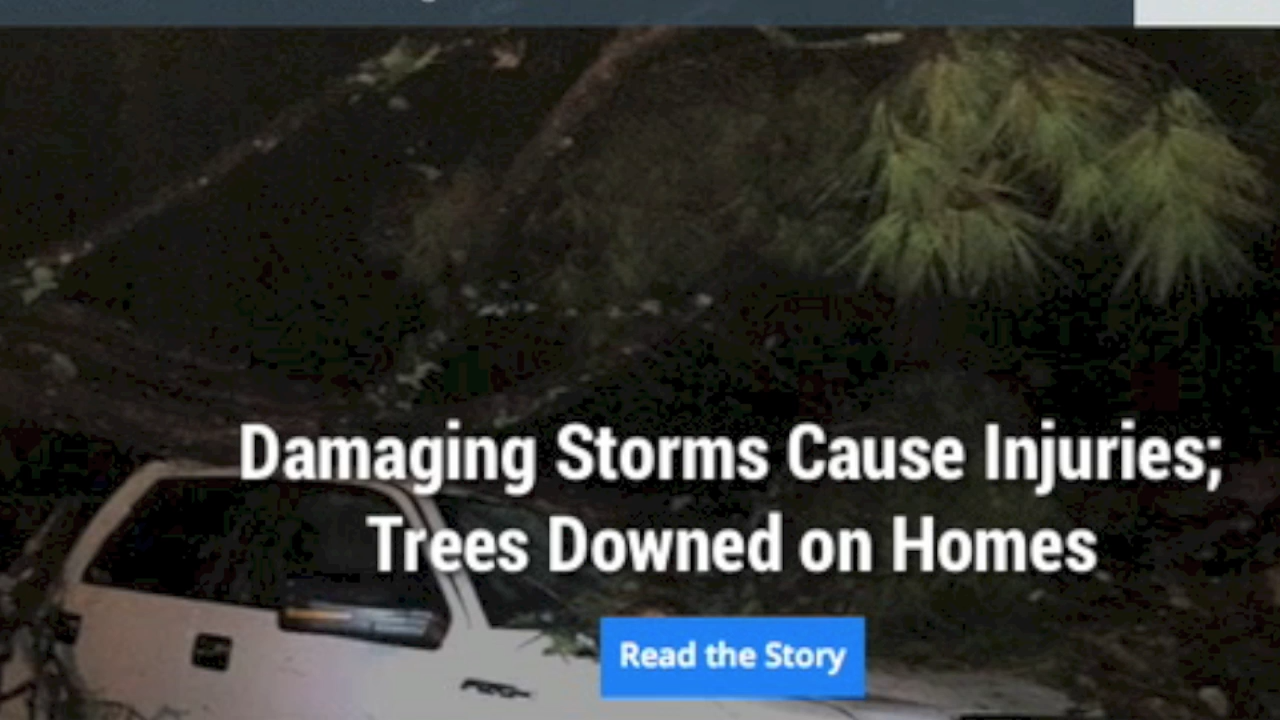 Damaging Storms Cause Injuries;
Trees Downed on Homes
Read the Story